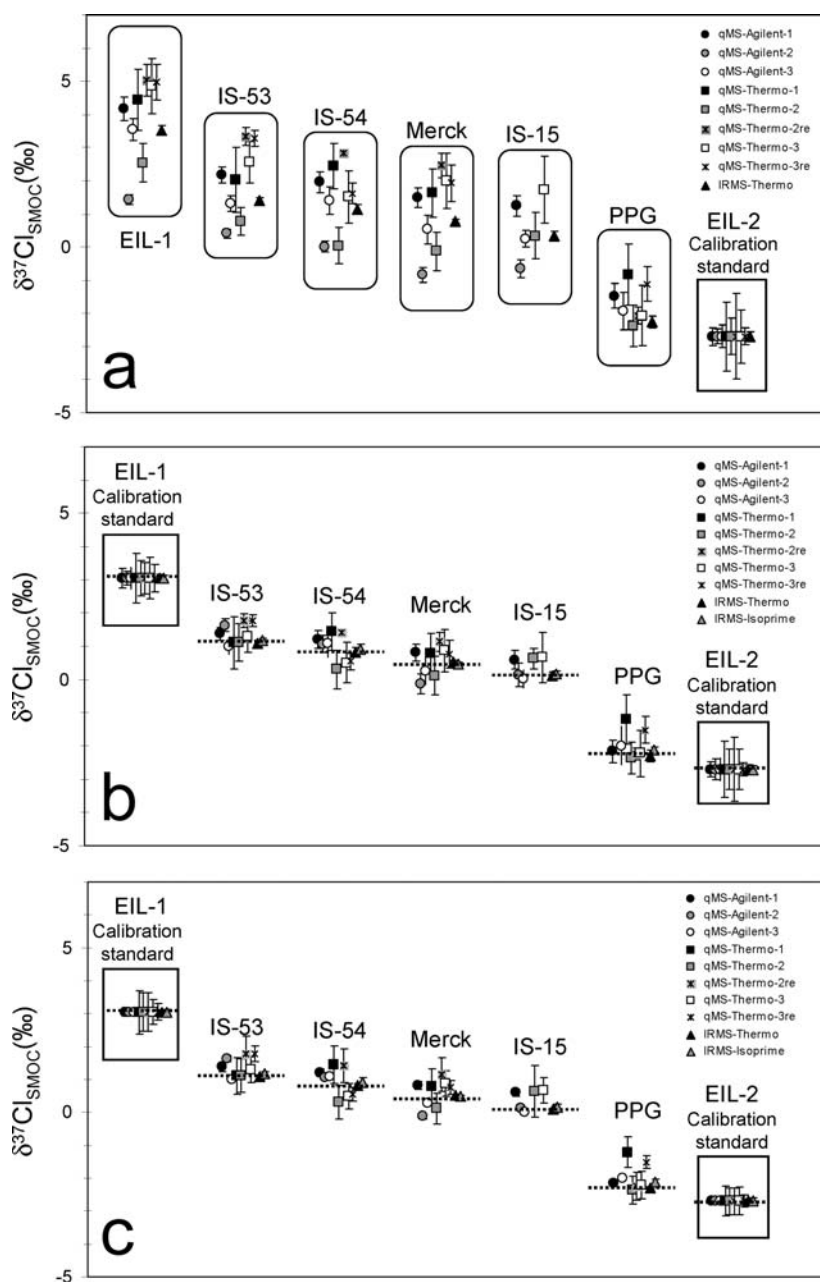 5
0
-5
δ³⁷Cl SMOC(‰)
a
EIL-1
IS-53
IS-54
Merck
IS-15
PPG
EIL-2
Calibration
standard
qMS-Agilent-1
qMS-Agilent-2
qMS-Agilent-3
qMS-Thermo-1
qMS-Thermo-2
qMS-Thermo-2re
qMS-Thermo-3
qMS-Thermo-3re
IRMS-Thermo
5
0
-5
δ³⁷Cl SMOC(‰)
b
EIL-1
Calibration
standard
IS-53
IS-54
Merck
IS-15
PPG
EIL-2
Calibration
standard
qMS-Agilent-1
qMS-Agilent-2
qMS-Agilent-3
qMS-Thermo-1
qMS-Thermo-2
qMS-Thermo-2re
qMS-Thermo-3
qMS-Thermo-3re
IRMS-Thermo
IRMS-Isoprime
5
0
-5
δ³⁷Cl SMOC(‰)
c
EIL-1
Calibration
standard
IS-53
IS-54
Merck
IS-15
PPG
EIL-2
Calibration
standard
qMS-Agilent-1
qMS-Agilent-2
qMS-Agilent-3
qMS-Thermo-1
qMS-Thermo-2
qMS-Thermo-2re
qMS-Thermo-3
qMS-Thermo-3re
IRMS-Thermo
IRMS-Isoprime